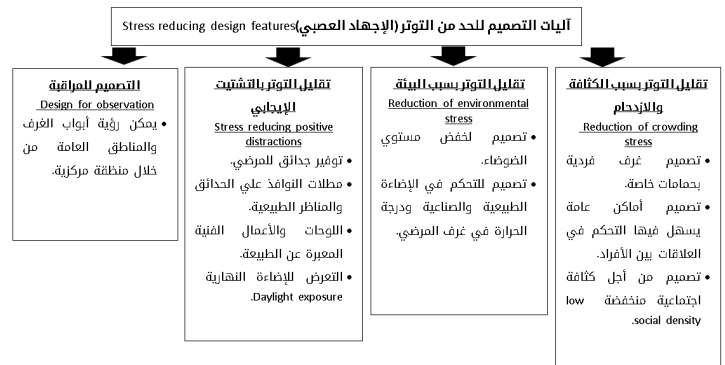 آليات التصميم للحد من التوتر (الإجهاد العصبي)Stress reducing design features
تقليل التوتر بسبب الكثافة
والازدحام
Reduction of crowding
stress
• تصميم غرف فردية
بحمامات خاصة.
• تصميم أماكن عامة
يسهل فيها التحكم في
العلاقات بين الأفراد.
• تصميم من أجل كثافة
اجتماعية منخفضة low
social density.
تقليل التوتر بسبب البيئة
Reduction of environmental
stress
• تصميم لخفض مستوي
الضوضاء.
• تصميم للتحكم في الإضاءة
الطبيعية والصناعية ودرجة
الحرارة في غرف المرضي.
تقليل التوتر بالتشتيت
الإيجابي
Stress reducing positive
distractions
• توفير حدائق للمرضي.
• مطلات النوافذ علي الحدائق
والمناظر الطبيعية.
• اللوحات والأعمال الفنية
المعبرة عن الطبيعة.
• التعرض للإضاءة النهارية
Daylight exposure.
التصميم للمراقبة
Design for observation
• يمكن رؤية أبواب الغرف
والمناطق العامة من
خلال منطقة مركزية.